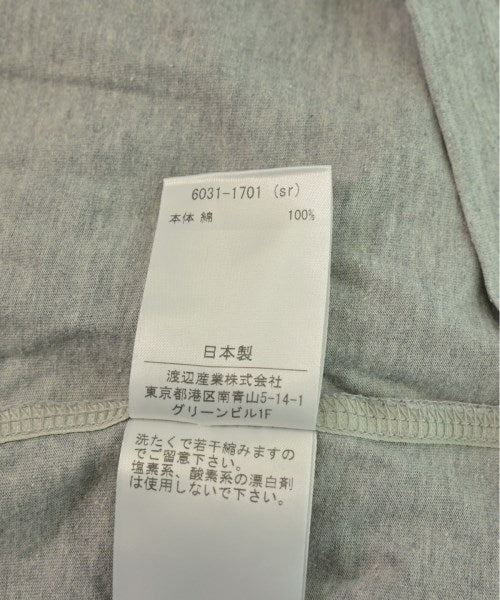 6031-1701 (sr)
本体 綿 100%
日本製
渡辺産業株式会社
東京都港区南青山5-14-1
グリーンビル1F
洗たくで若干縮みますの
でご留意下さい。
塩素系、酸素系の漂白剤
は使用しないで下さい。